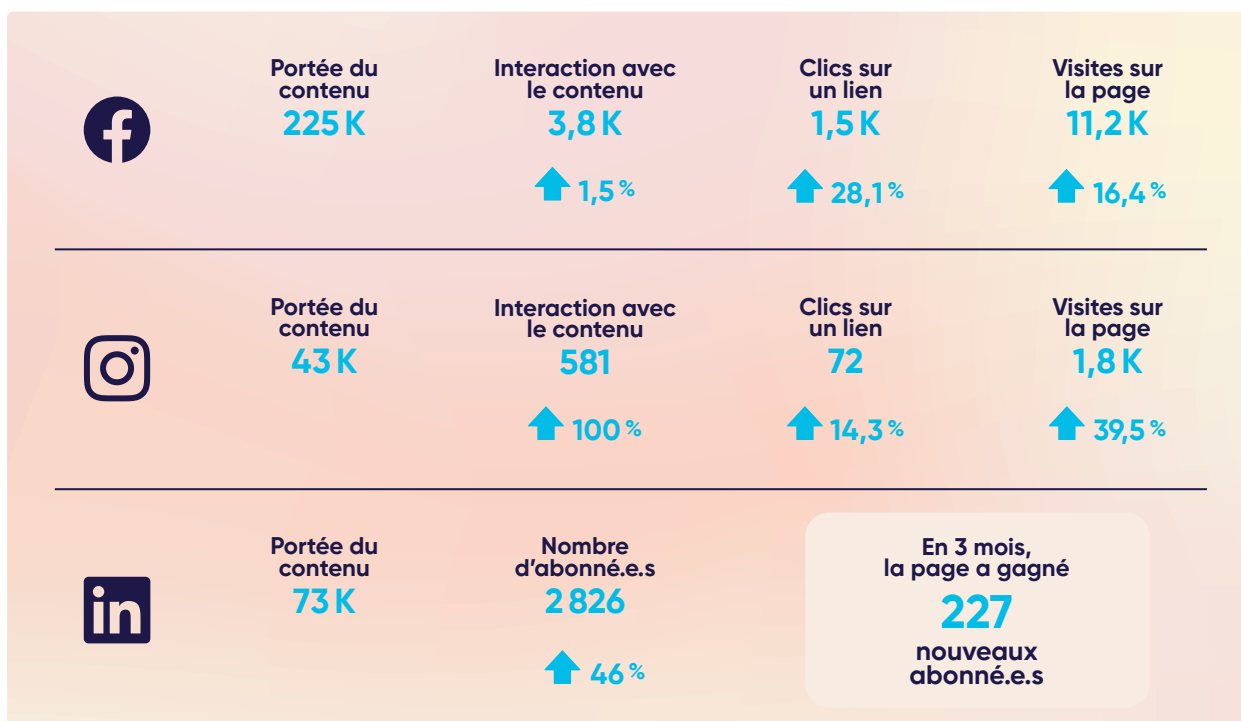 Portée du
contenu
225 K
Interaction avec
le contenu
3,8 K
1,5 %
Clics sur
un lien
1,5 K
28,1 %
Visites sur
la page
11,2 K
16,4 %
Portée du
contenu
43 K
Interaction avec
le contenu
581
100 %
Clics sur
un lien
72
14,3 %
Visites sur
la page
1,8 K
39,5 %
in
Portée du
contenu
73 K
Nombre
d'abonné.e.s
2 826
46 %
En 3 mois,
la page a gagné
227
nouveaux
abonné.e.s